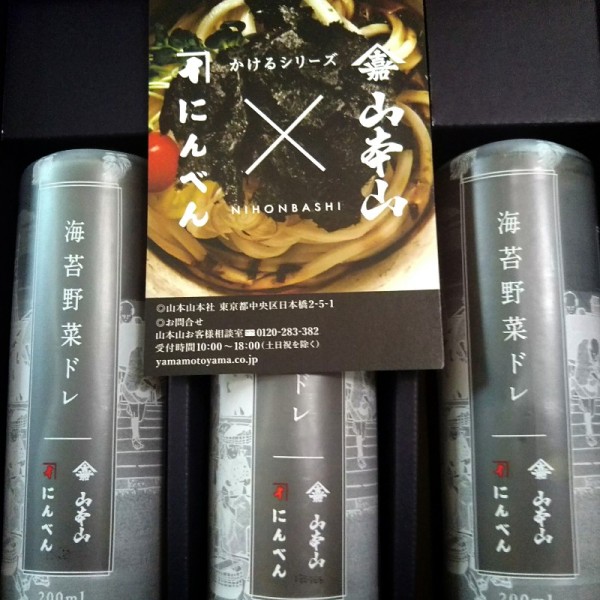 嘉
山本山
かけるシリーズ
×
NIHONBASHI
にんべん
◎山本山本社 東京都中央区日本橋2-5-1
◎お問合せ
山本山お客様相談室 0120-283-382
受付時間10:00〜18:00(土日祝を除く)
yamamotoyama.co.jp
海苔野菜ドレ
山本山
にんべん
200ml
ドレ
山本山
にんべん
海苔野菜ドレ
山本山
にんべん
200ml